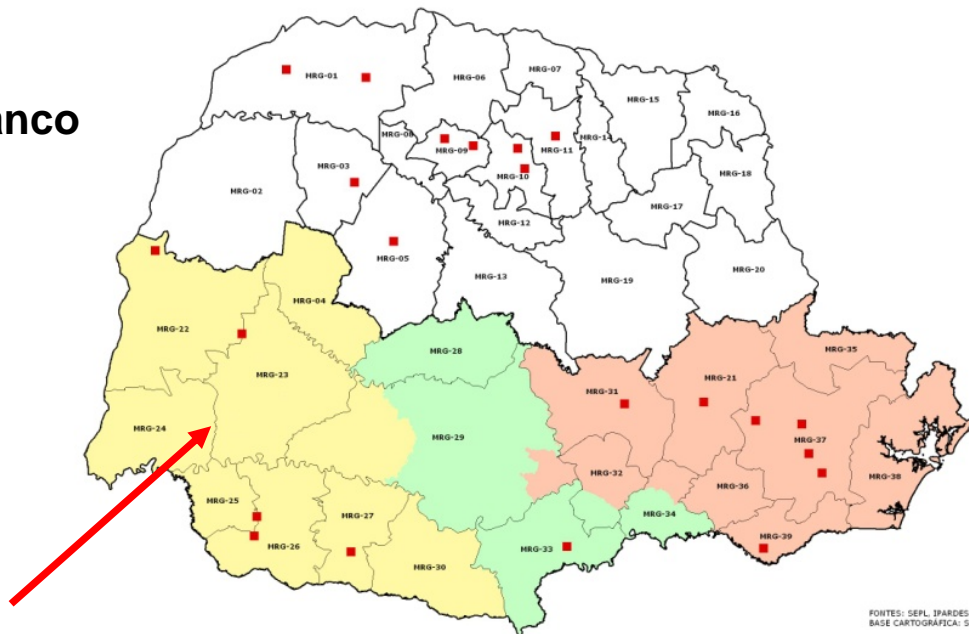 anco
MRG-01
MRG-06
MRG-07
MRG-15
MRG-16
MRG-08
MRG-14
MRG-09
MRG-11
MRG-03
MRG-10
MRG-18
MRG-02
MRG-17
MRG-12
MRG-05
MRG-13
MRG-19
MRG-20
MRG-04
MRG-22
MRG-28
MRG-35
MRG-23
MRG-31
MRG-21
MRG-24
MRG-29
MRG-37
MRG-32
MRG-38
MRG-36
MRG-25
MRG-27
MRG-34
MRG-26
MRG-33
MRG-39
MRG-30
FONTES: SEPL, IPARDES
BASE CARTOGRÁFICA: S